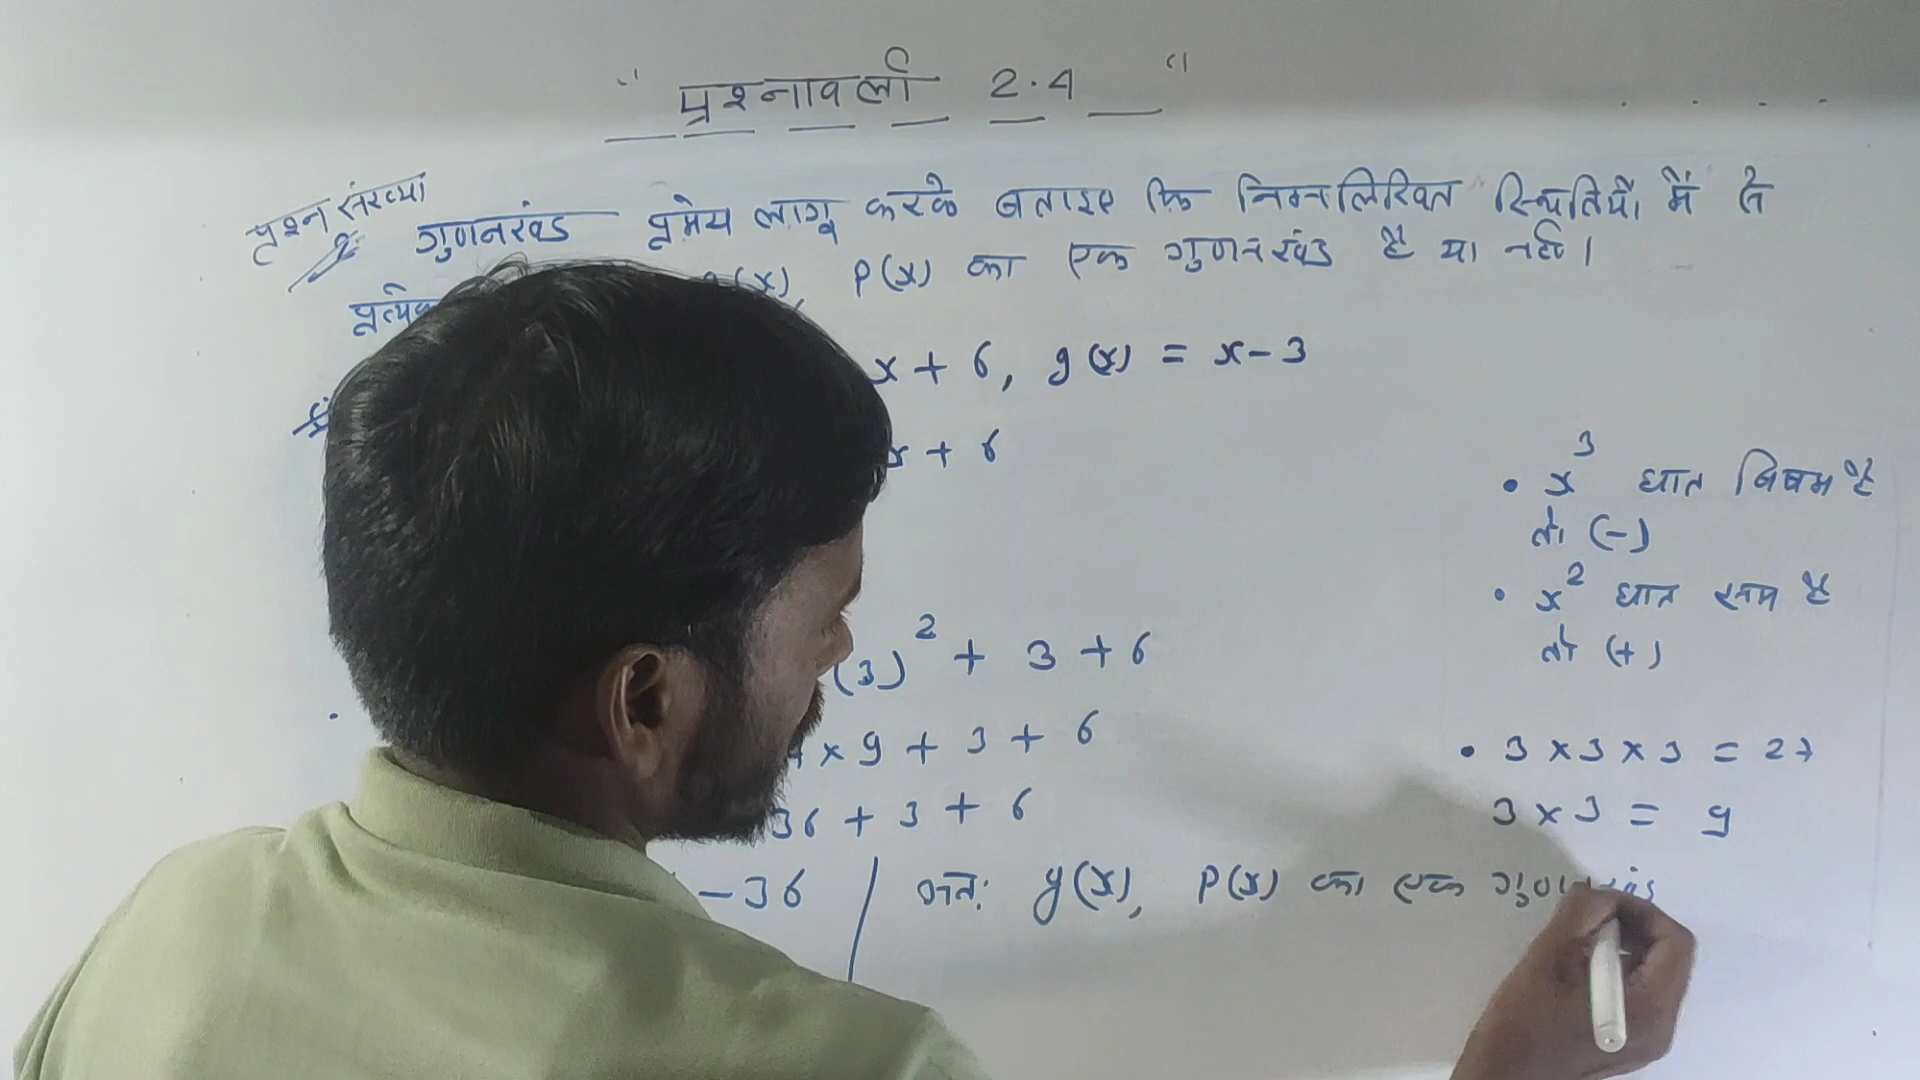 " प्रश्नावली 2.4 "
प्रश्न संख्या
गुणनखंड प्रमेय लागू करके बताइए कि निम्नलिखित स्थितियों में से
(x), P(x) का एक गुणनखंड है या नहीं।
x + 6, g(x) = x - 3
x + 6
• x³ घात विषम है
तो (-)
• x² घात सम है
तो (+)
(3)² + 3 + 6
4 × 9 + 3 + 6
36 + 3 + 6
- 36
• 3 × 3 × 3 = 27
3 × 3 = 9
अतः g(x), P(x) का एक